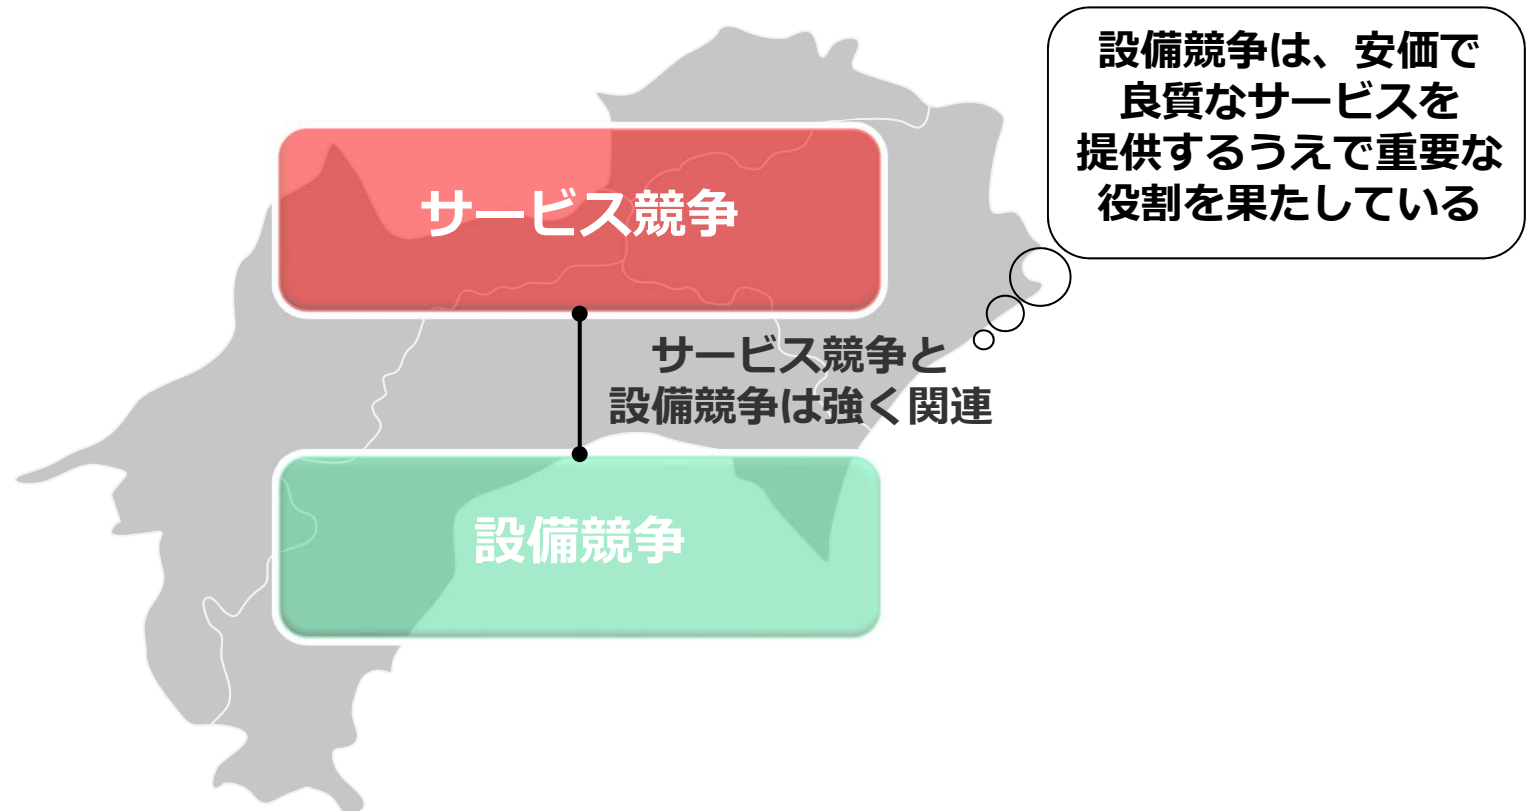 設備競争は、安価で
良質なサービスを
提供するうえで重要な
役割を果たしている
サービス競争
サービス競争と
設備競争は強く関連
設備競争